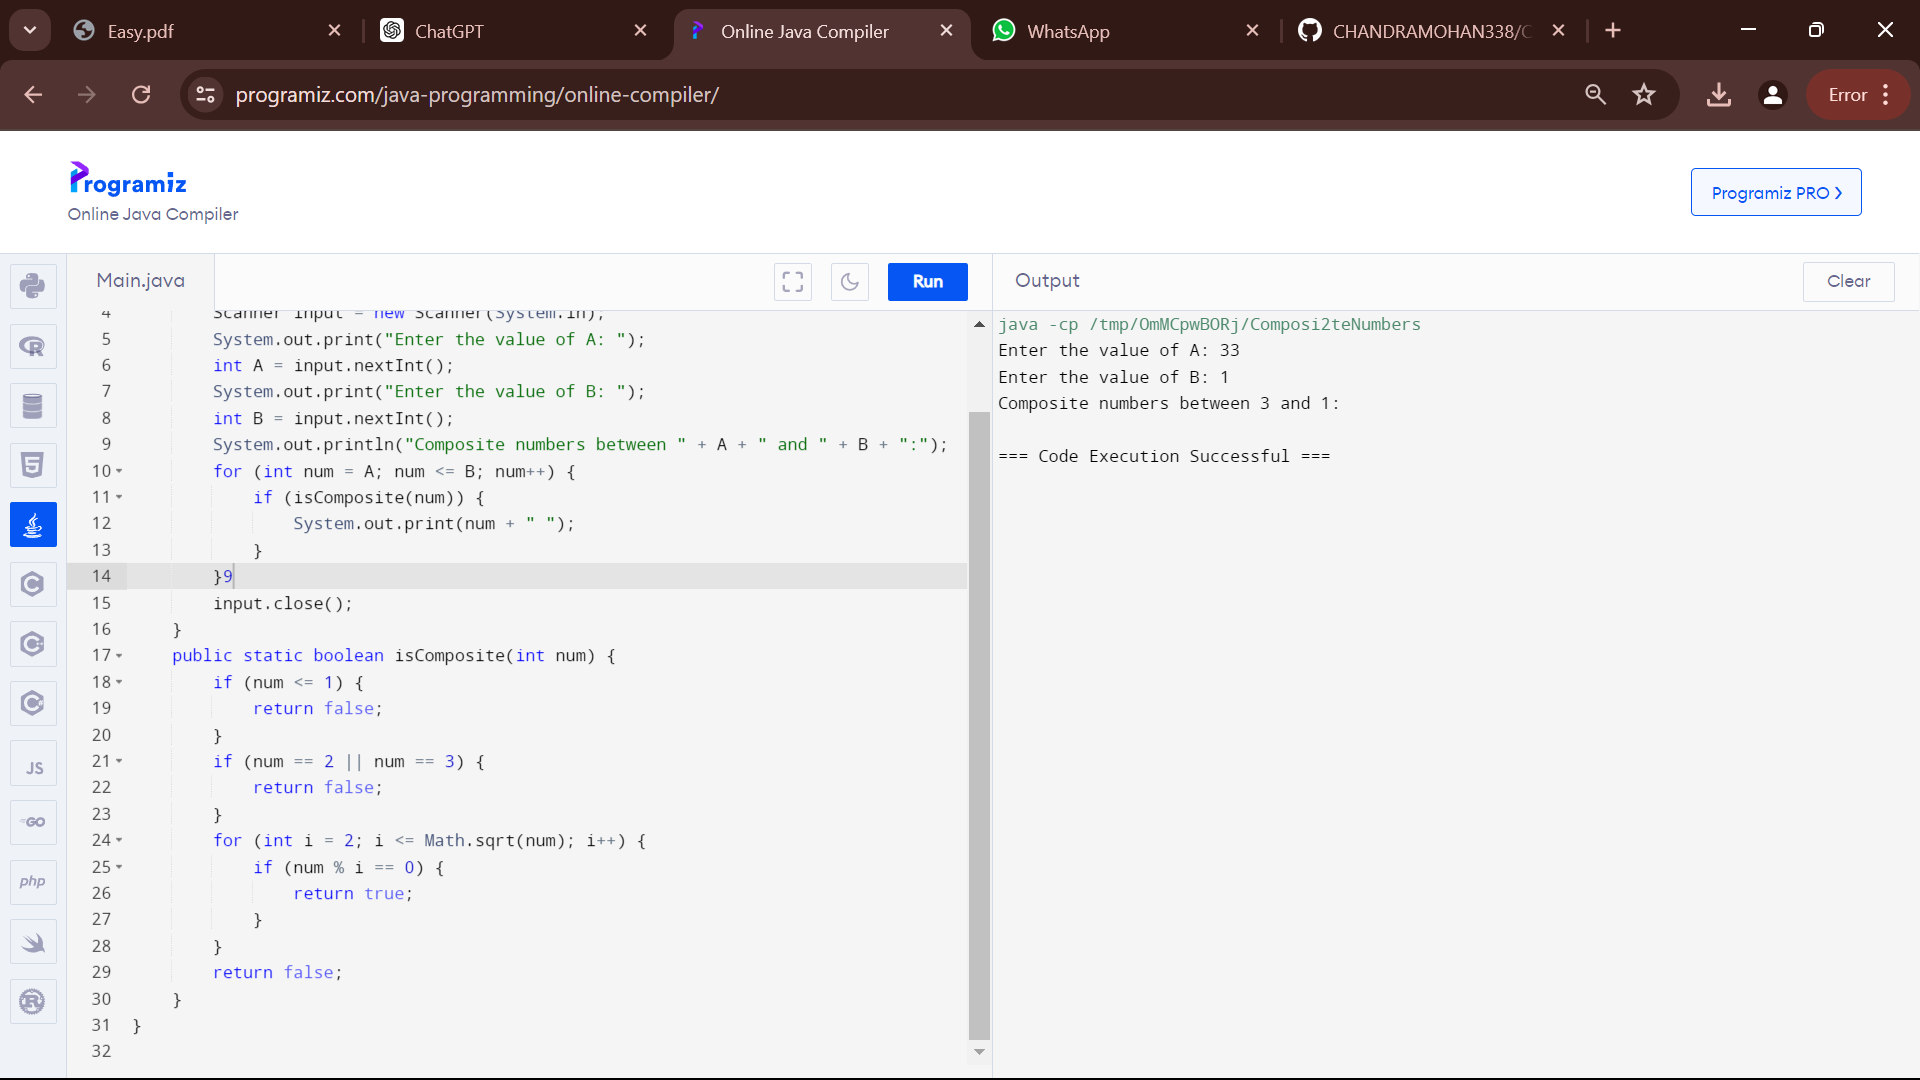 Easy.pdf
ChatGPT
Online Java Compiler
WhatsApp
CHANDRAMOHAN338/C
programiz.com/java-programming/online-compiler/
Error
Programiz
Online Java Compiler
Programiz PRO
Main.java
Run
Output
Clear
4 Scanner input = new Scanner(System.in);
5 System.out.print("Enter the value of A: ");
6 int A = input.nextInt();
7 System.out.print("Enter the value of B: ");
8 int B = input.nextInt();
9 System.out.println("Composite numbers between " + A + " and " + B + ":");
10 for (int num = A; num <= B; num++) {
11 if (isComposite(num)) {
12 System.out.print(num + " ");
13 }
14 }9
15 input.close();
16 }
17 public static boolean isComposite(int num) {
18 if (num <= 1) {
19 return false;
20 }
21 if (num == 2 || num == 3) {
22 return false;
23 }
24 for (int i = 2; i <= Math.sqrt(num); i++) {
25 if (num % i == 0) {
26 return true;
27 }
28 }
29 return false;
30 }
31 }
32
java -cp /tmp/OmMCpwBORj/Composi2teNumbers
Enter the value of A: 33
Enter the value of B: 1
Composite numbers between 3 and 1:
=== Code Execution Successful ===
JS
GO
php